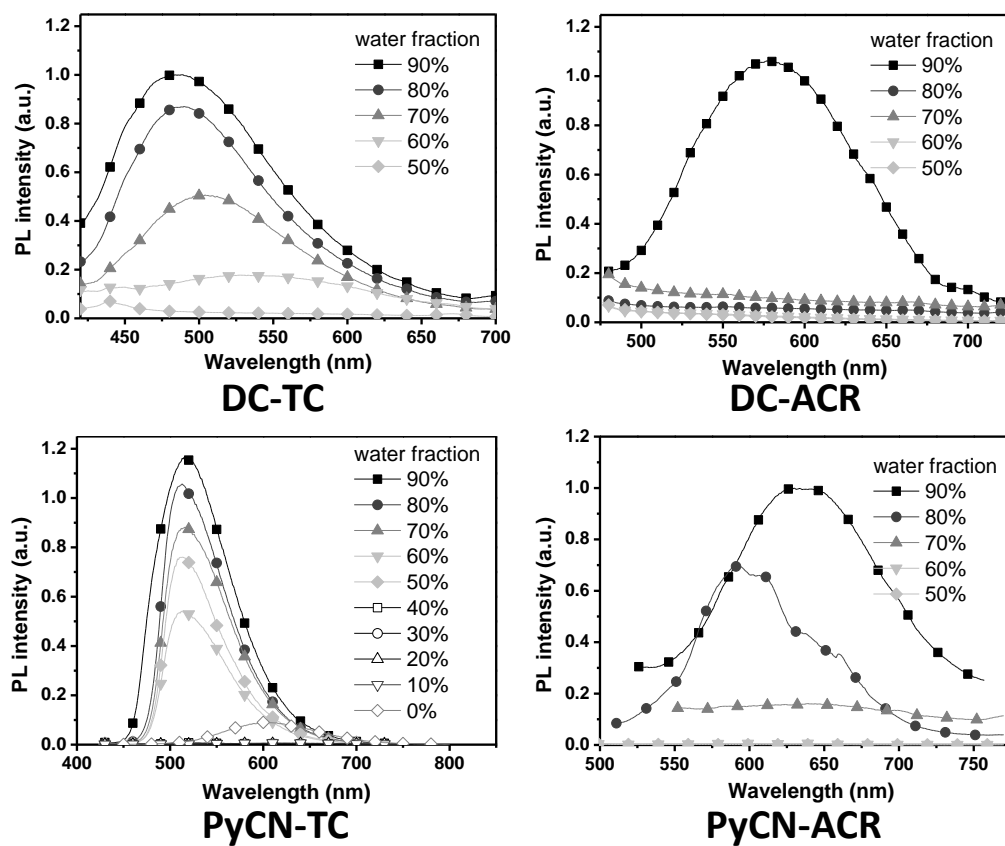 PL intensity (a.u.)
1.2
1.0
0.8
0.6
0.4
0.2
0.0
water fraction
90%
80%
70%
60%
50%
450 500 550 600 650 700
Wavelength (nm)
DC-TC
PL intensity (a.u.)
1.2
1.0
0.8
0.6
0.4
0.2
0.0
water fraction
90%
80%
70%
60%
50%
500 550 600 650 700
Wavelength (nm)
DC-ACR
PL intensity (a.u.)
1.2
1.0
0.8
0.6
0.4
0.2
0.0
water fraction
90%
80%
70%
60%
50%
40%
30%
20%
10%
0%
400 500 600 700 800
Wavelength (nm)
PyCN-TC
PL intensity (a.u.)
1.2
1.0
0.8
0.6
0.4
0.2
0.0
water fraction
90%
80%
70%
60%
50%
500 550 600 650 700 750
Wavelength (nm)
PyCN-ACR